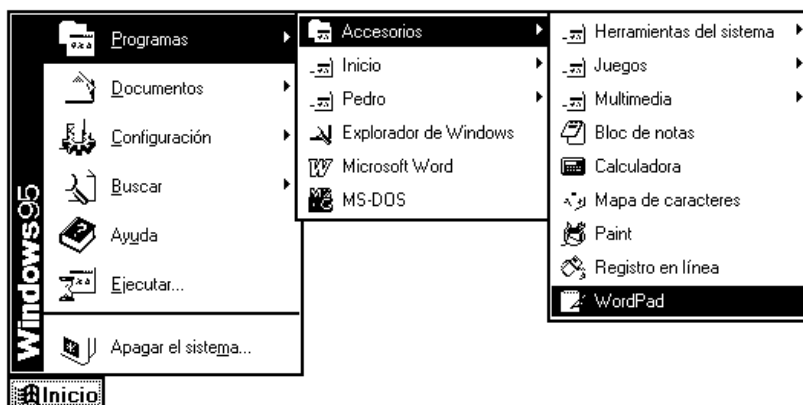 Programas
Documentos
Configuración
Buscar
Ayuda
Ejecutar...
Apagar el sistema...
Windows95
Inicio
Accesorios
Inicio
Pedro
Explorador de Windows
Microsoft Word
MS-DOS
Herramientas del sistema
Juegos
Multimedia
Bloc de notas
Calculadora
Mapa de caracteres
Paint
Registro en línea
WordPad